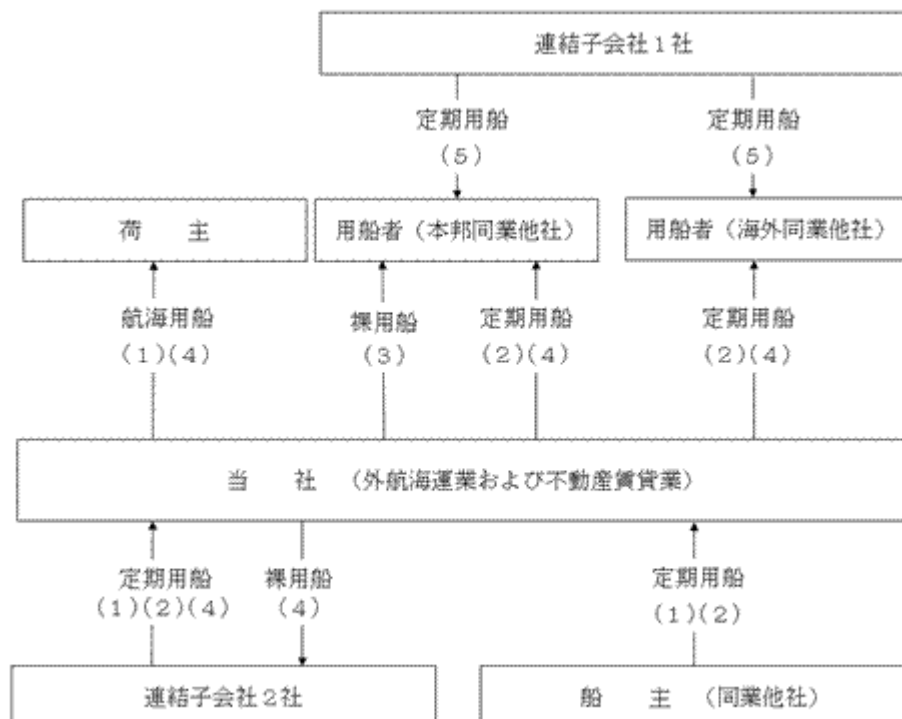 連結子会社1社
定期用船 定期用船
(5) (5)
荷 主 用船者(本邦同業他社) 用船者(海外同業他社)
航海用船 裸用船 定期用船 定期用船
(1)(4) (3) (2)(4) (2)(4)
当 社 (外航海運業および不動産賃貸業)
定期用船 裸用船 定期用船
(1)(2)(4) (4) (1)(2)
連結子会社2社 船 主 (同業他社)